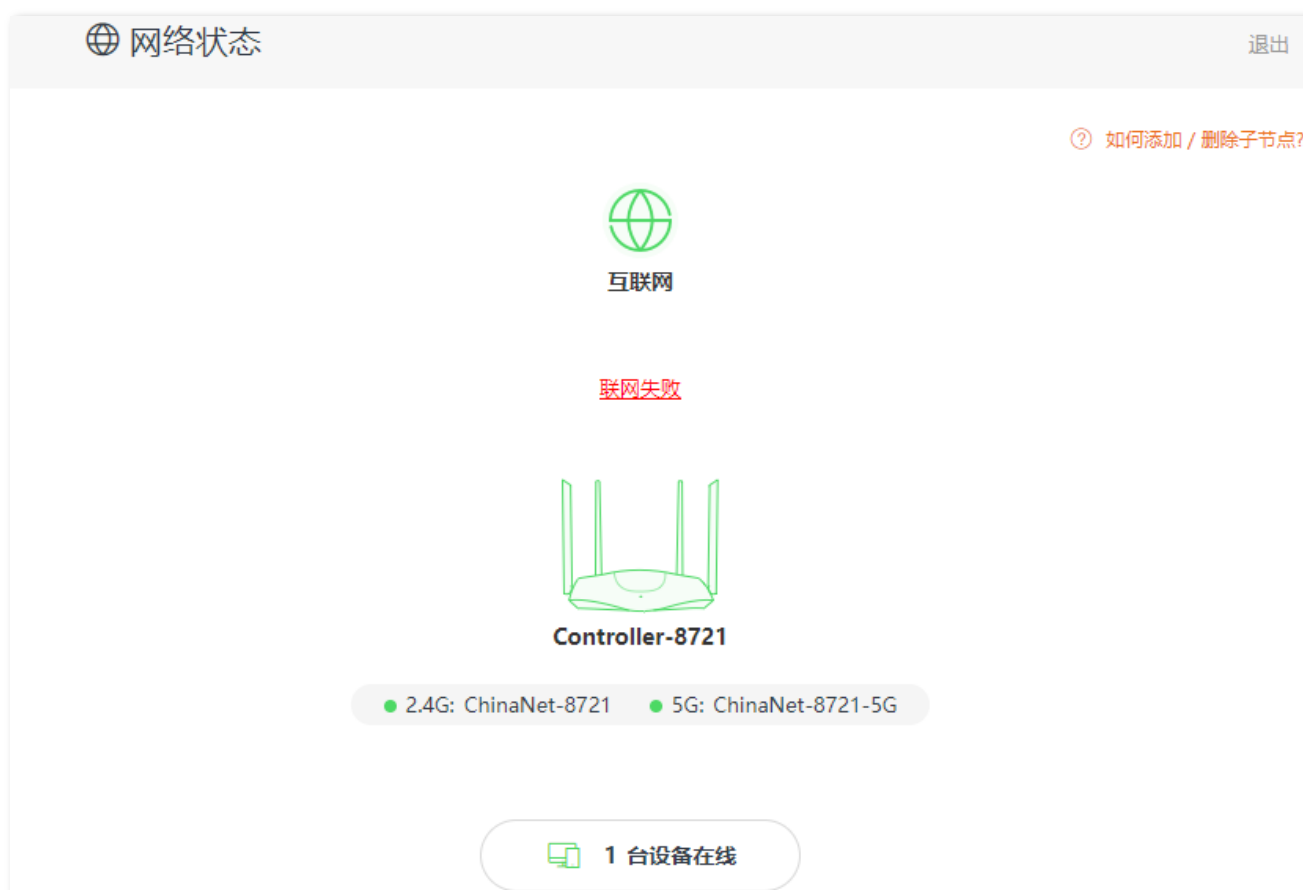 网络状态
退出
如何添加 / 删除子节点?
互联网
联网失败
Controller-8721
2.4G: ChinaNet-8721 5G: ChinaNet-8721-5G
1 台设备在线